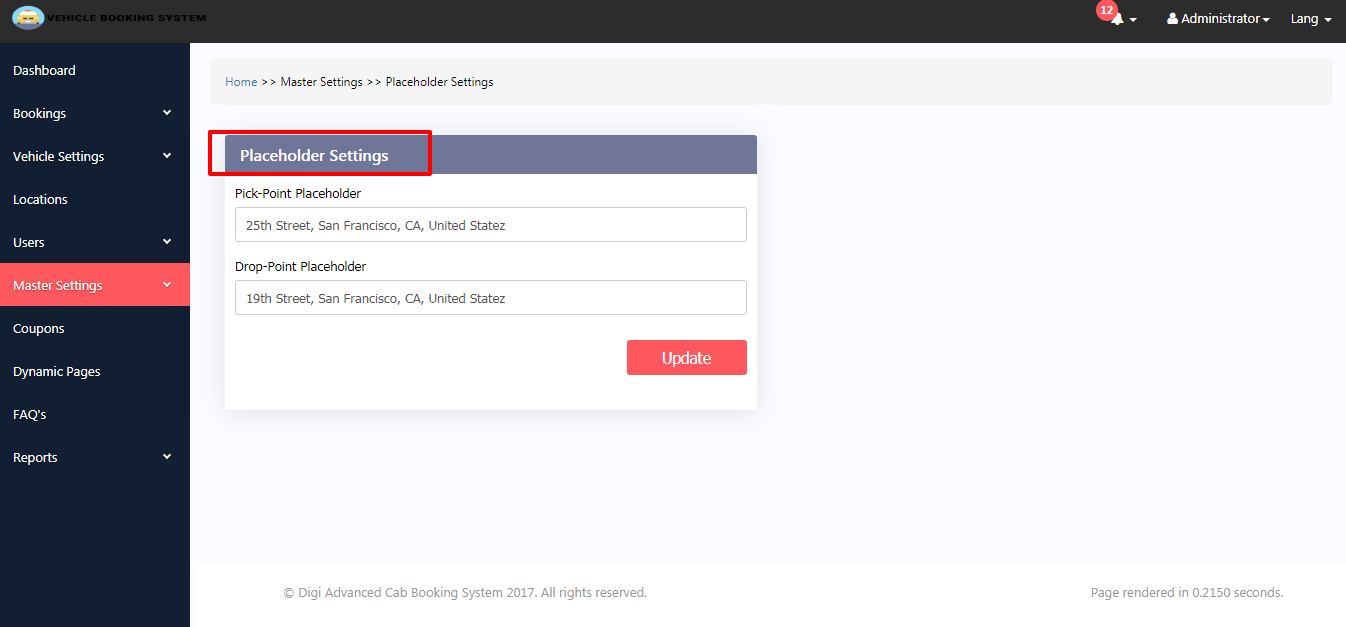 VEHICLE BOOKING SYSTEM
12
Administrator
Lang
Dashboard
Bookings
Vehicle Settings
Locations
Users
Master Settings
Coupons
Dynamic Pages
FAQ's
Reports
Home >> Master Settings >> Placeholder Settings
Placeholder Settings
Pick-Point Placeholder
25th Street, San Francisco, CA, United Statez
Drop-Point Placeholder
19th Street, San Francisco, CA, United Statez
Update
© Digi Advanced Cab Booking System 2017. All rights reserved.
Page rendered in 0.2150 seconds.